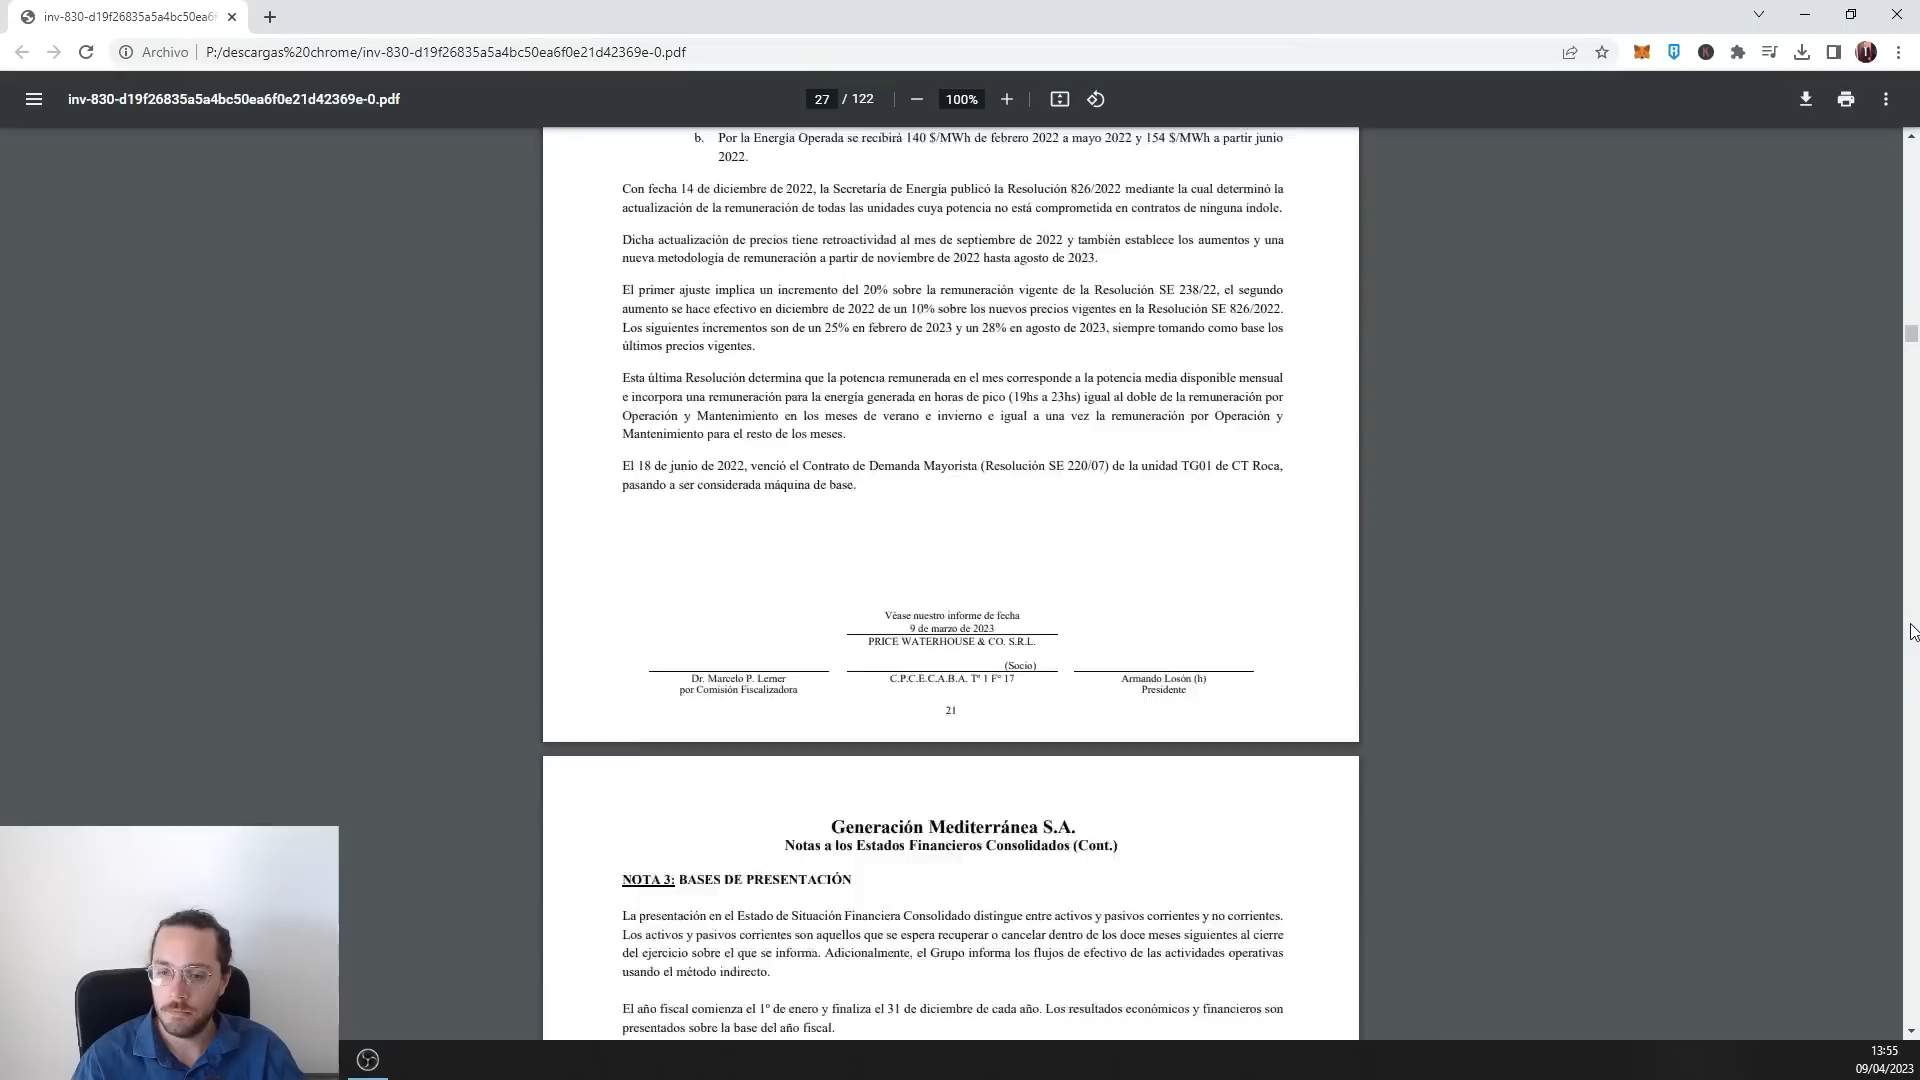 inv-830-d19f26835a5a4bc50ea6f
Archivo
P:/descargas%20chrome/inv-830-d19f26835a5a4bc50ea6f0e21d42369e-0.pdf
inv-830-d19f26835a5a4bc50ea6f0e21d42369e-0.pdf
27 / 122
100%
b. Por la Energía Operada se recibirá 140 $/MWh de febrero 2022 a mayo 2022 y 154 $/MWh a partir junio
2022.
Con fecha 14 de diciembre de 2022, la Secretaría de Energía publicó la Resolución 826/2022 mediante la cual determinó la
actualización de la remuneración de todas las unidades cuya potencia no está comprometida en contratos de ninguna índole.
Dicha actualización de precios tiene retroactividad al mes de septiembre de 2022 y también establece los aumentos y una
nueva metodología de remuneración a partir de noviembre de 2022 hasta agosto de 2023.
El primer ajuste implica un incremento del 20% sobre la remuneración vigente de la Resolución SE 238/22, el segundo
aumento se hace efectivo en diciembre de 2022 de un 10% sobre los nuevos precios vigentes en la Resolución SE 826/2022.
Los siguientes incrementos son de un 25% en febrero de 2023 y un 28% en agosto de 2023, siempre tomando como base los
últimos precios vigentes.
Esta última Resolución determina que la potencia remunerada en el mes corresponde a la potencia media disponible mensual
e incorpora una remuneración para la energía generada en horas de pico (19hs a 23hs) igual al doble de la remuneración por
Operación y Mantenimiento en los meses de verano e invierno e igual a una vez la remuneración por Operación y
Mantenimiento para el resto de los meses.
El 18 de junio de 2022, venció el Contrato de Demanda Mayorista (Resolución SE 220/07) de la unidad TG01 de CT Roca,
pasando a ser considerada máquina de base.
Véase nuestro informe de fecha
9 de marzo de 2023
PRICE WATERHOUSE & CO. S.R.L.
(Socio)
Dr. Marcelo P. Lerner
por Comisión Fiscalizadora
C.P.C.E.C.A.B.A. Tº 1 Fº 17
Armando Losón (h)
Presidente
21
Generación Mediterránea S.A.
Notas a los Estados Financieros Consolidados (Cont.)
NOTA 3: BASES DE PRESENTACIÓN
La presentación en el Estado de Situación Financiera Consolidado distingue entre activos y pasivos corrientes y no corrientes.
Los activos y pasivos corrientes son aquellos que se espera recuperar o cancelar dentro de los doce meses siguientes al cierre
del ejercicio sobre el que se informa. Adicionalmente, el Grupo informa los flujos de efectivo de las actividades operativas
usando el método indirecto.
El año fiscal comienza el 1º de enero y finaliza el 31 de diciembre de cada año. Los resultados económicos y financieros son
presentados sobre la base del año fiscal.
13:55
09/04/2023